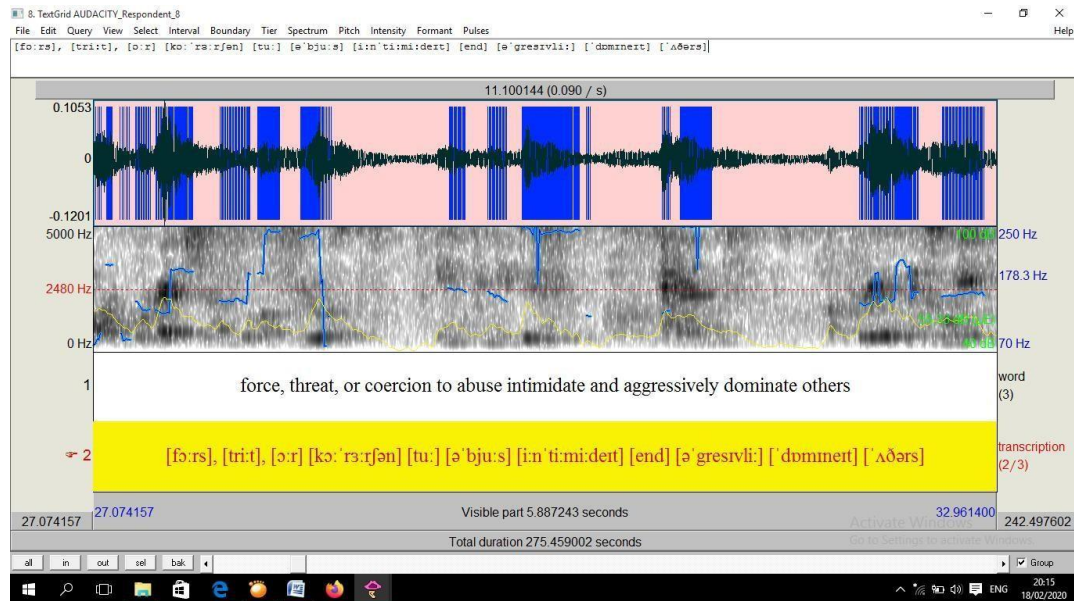 8. TextGrid AUDACITY_Respondent_8
File Edit Query View Select Interval Boundary Tier Spectrum Pitch Intensity Formant Pulses Help
[fɔːrs], [triːt], [ɔːr] [kɔːˈrɜːrʃən] [tuː] [əˈbjuːs] [iːnˈtiːmiːdeɪt] [end] [əˈgresɪvliː] [ˈdɒmɪneɪt] [ˈʌðərs]
11.100144 (0.090 / s)
0.1053
0
-0.1201
5000 Hz 250 Hz
178.3 Hz
2480 Hz
0 Hz 70 Hz
1 force, threat, or coercion to abuse intimidate and aggressively dominate others word
(3)
2 [fɔːrs], [triːt], [ɔːr] [kɔːˈrɜːrʃən] [tuː] [əˈbjuːs] [iːnˈtiːmiːdeɪt] [end] [əˈgresɪvliː] [ˈdɒmɪneɪt] [ˈʌðərs] transcription
(2/3)
27.074157 27.074157 Visible part 5.887243 seconds 32.961400 242.497602
Activate Windows
Go to Settings to activate Windows.
Total duration 275.459002 seconds
all in out sel bak Group
ENG 20:15
18/02/2020